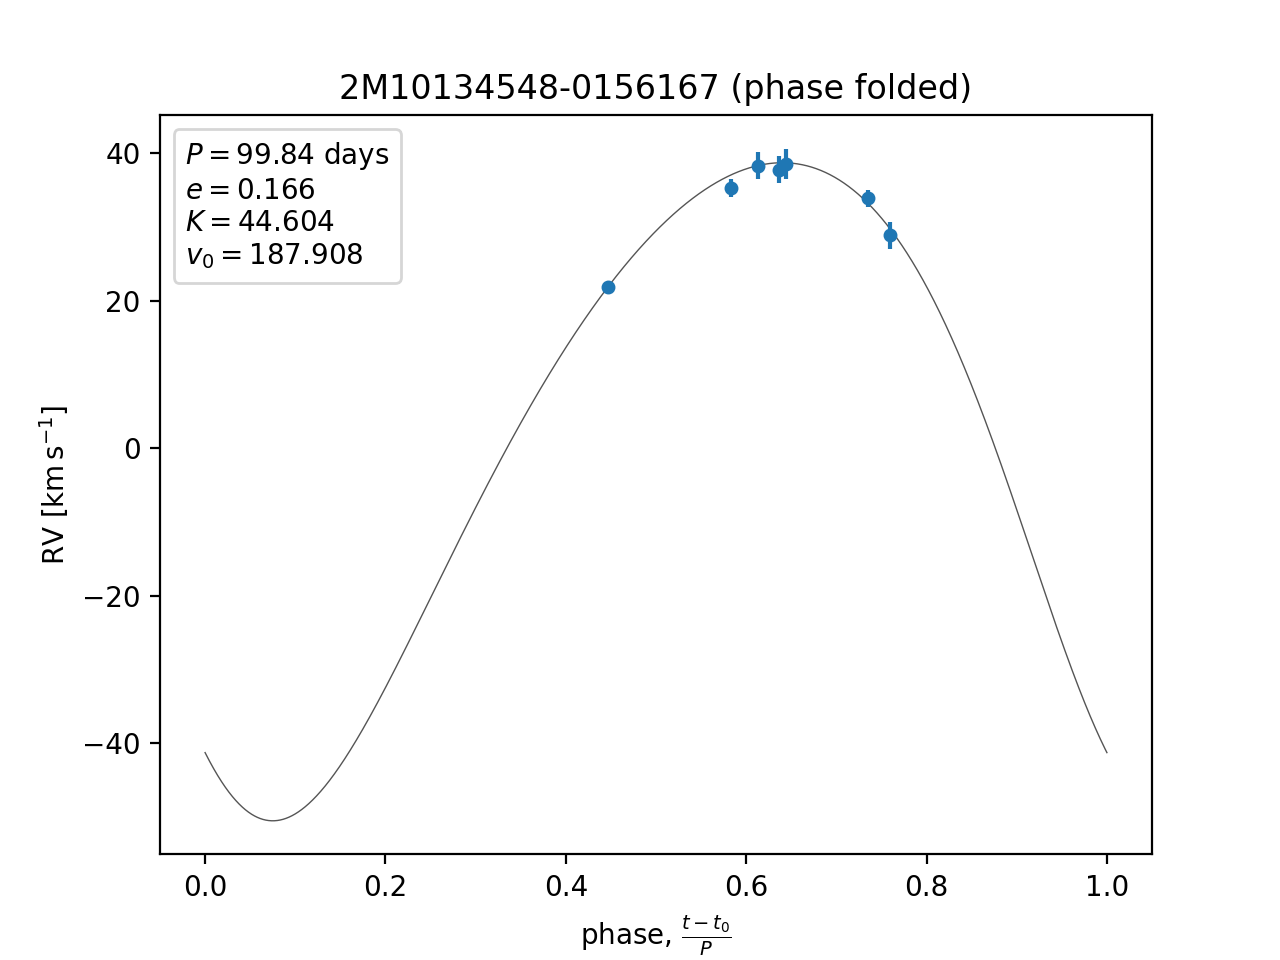 2M10134548-0156167 (phase folded)
P = 99.84 days
e = 0.166
K = 44.604
v₀ = 187.908
40
20
0
−20
−40
RV [km s⁻¹]
0.0 0.2 0.4 0.6 0.8 1.0
phase, (t − t₀)/P